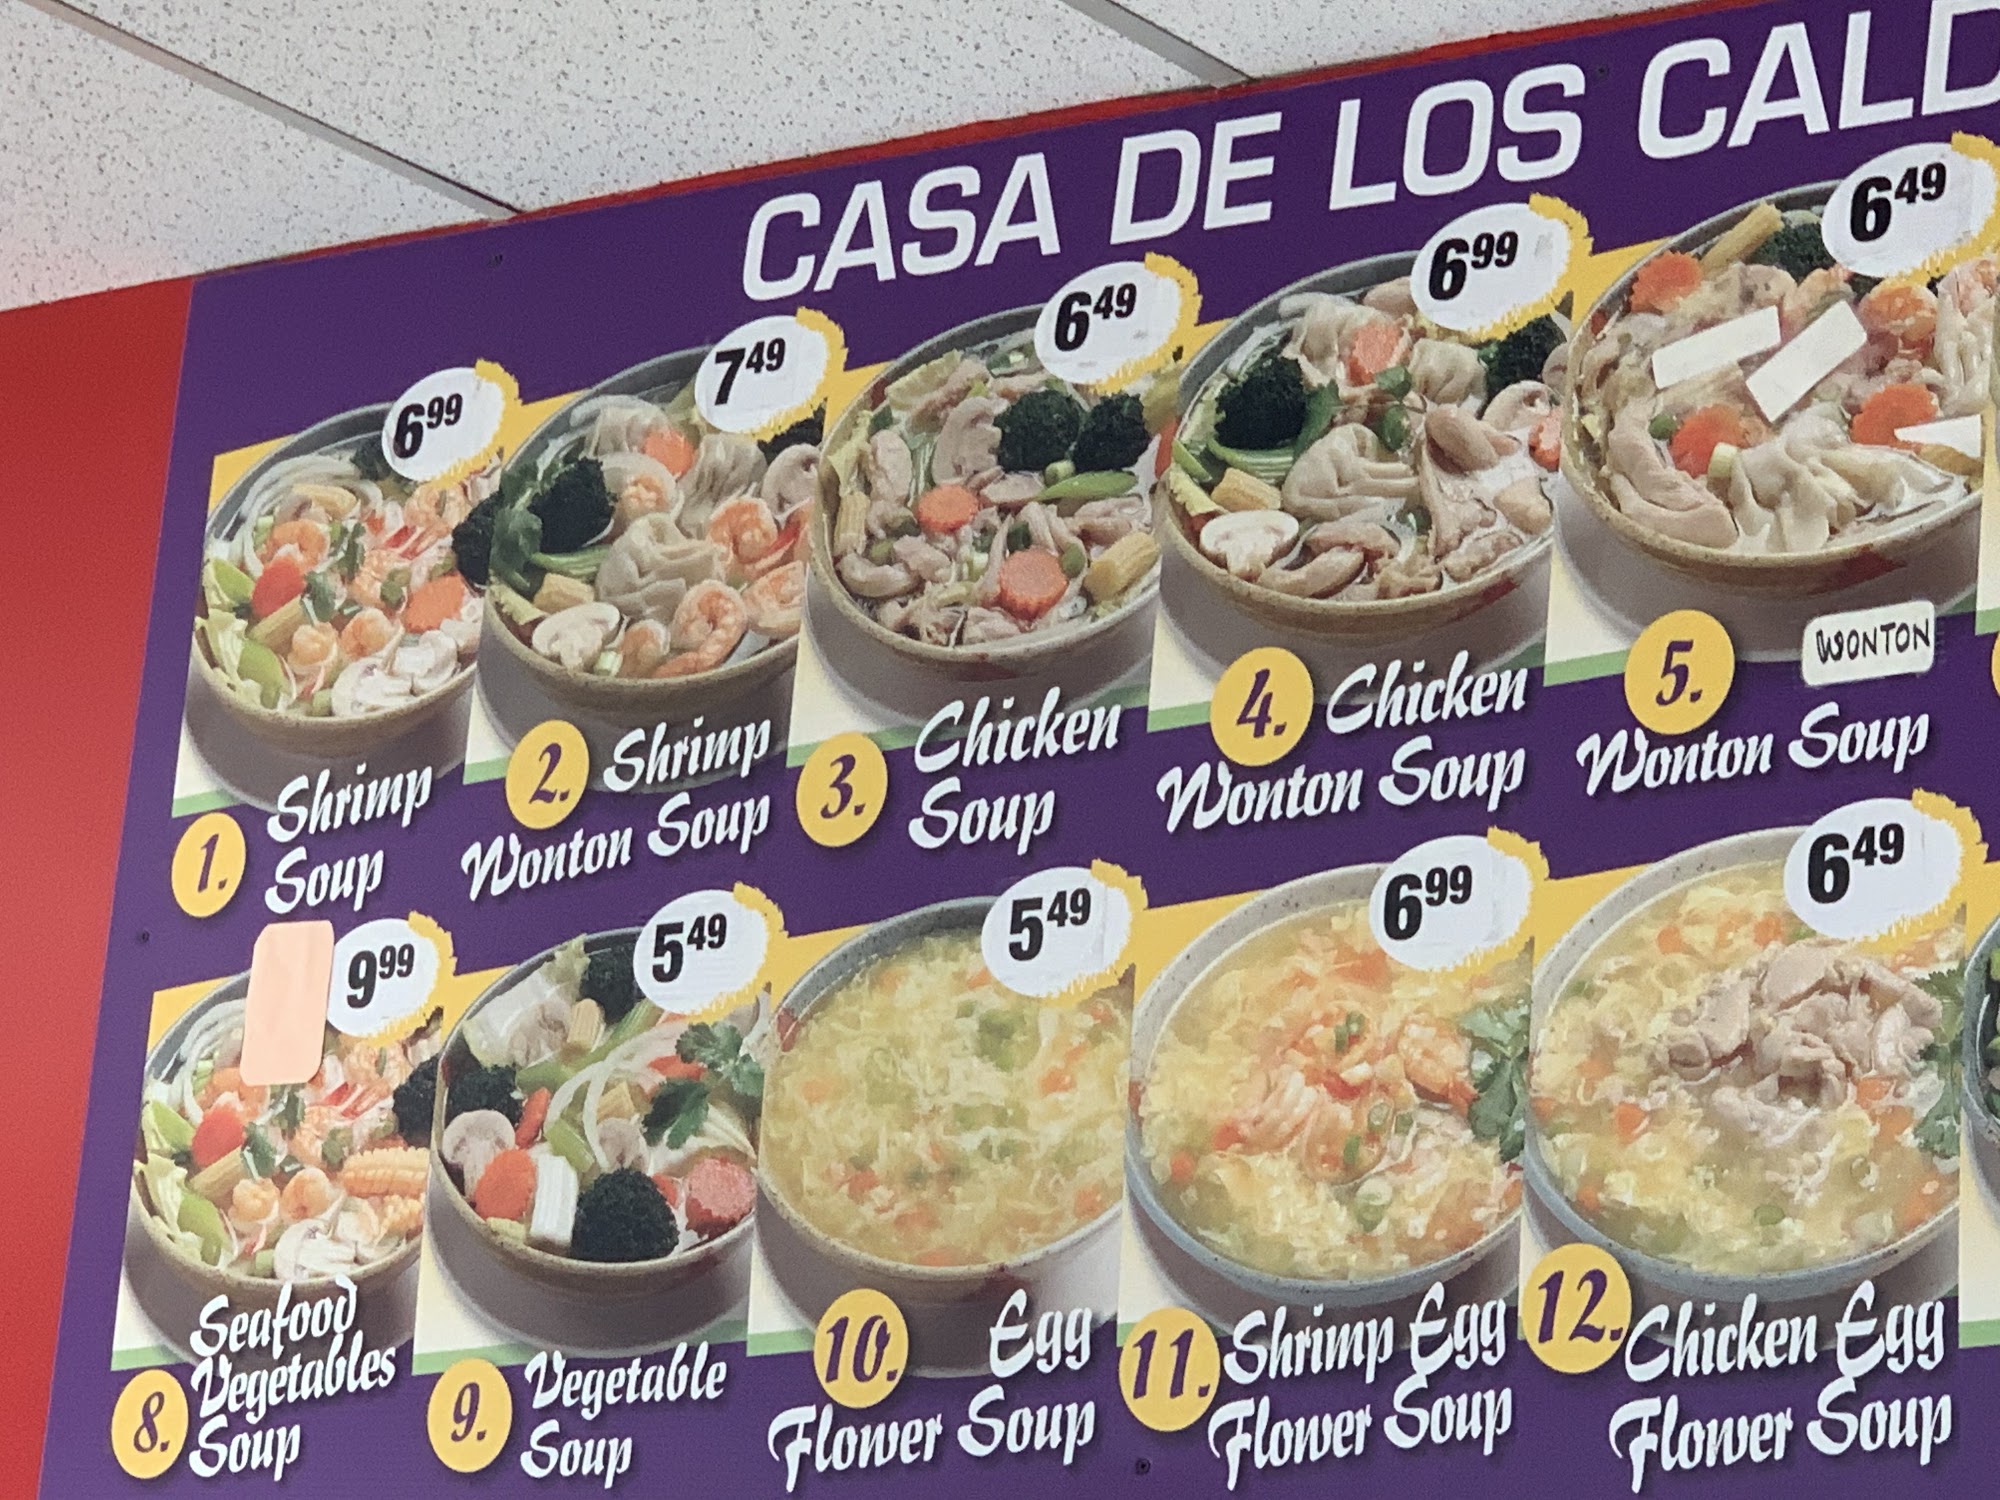 CASA DE LOS CALD
6.99
7.49
6.49
6.99
6.49
1. Shrimp
Soup
2. Shrimp
Wonton Soup
3. Chicken
Soup
4. Chicken
Wonton Soup
5. WONTON
Wonton Soup
9.99
5.49
5.49
6.99
6.49
8. Seafood
Vegetables
Soup
9. Vegetable
Soup
10. Egg
Flower Soup
11. Shrimp Egg
Flower Soup
12. Chicken Egg
Flower Soup